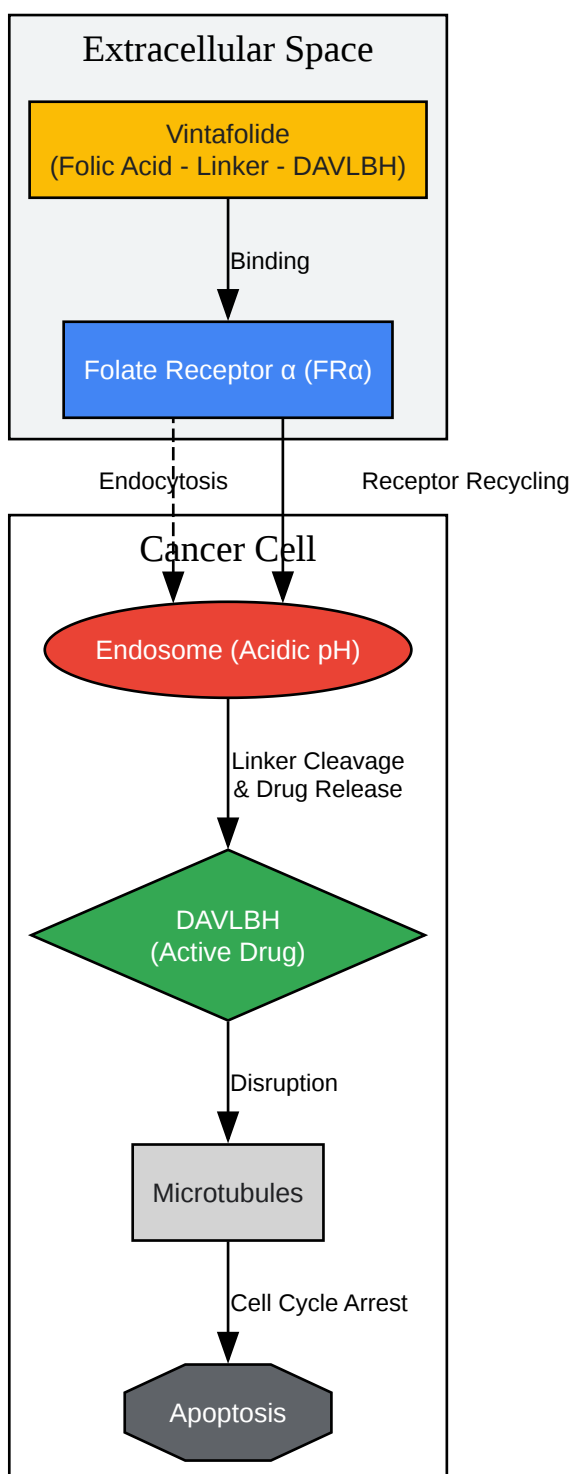 Extracellular Space
Vintafolide
(Folic Acid - Linker - DAVLBH)
Binding
Folate Receptor α (FRα)
Endocytosis
Receptor Recycling
Cancer Cell
Endosome (Acidic pH)
Linker Cleavage
& Drug Release
DAVLBH
(Active Drug)
Disruption
Microtubules
Cell Cycle Arrest
Apoptosis